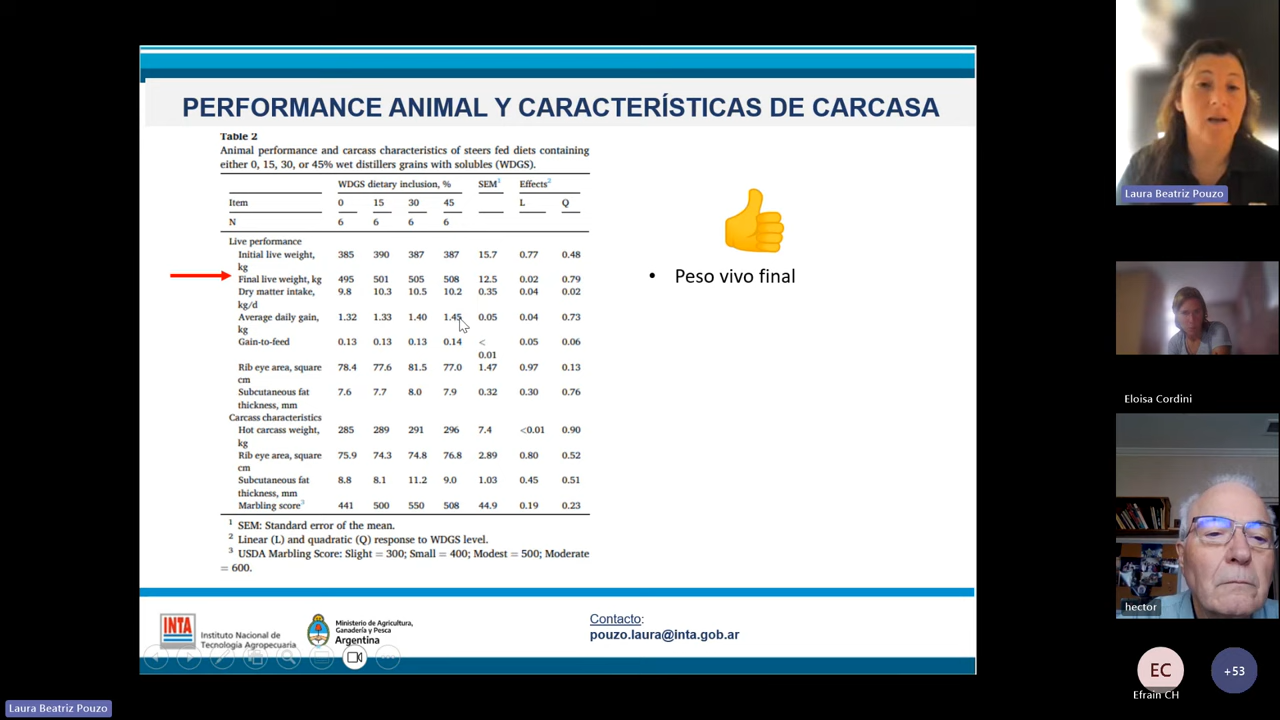 PERFORMANCE ANIMAL Y CARACTERÍSTICAS DE CARCASA
Table 2
Animal performance and carcass characteristics of steers fed diets containing
either 0, 15, 30, or 45% wet distillers grains with solubles (WDGS).
WDGS dietary inclusion, % SEM1 Effects2
Item 0 15 30 45 L Q
N 6 6 6 6
Live performance
Initial live weight, 385 390 387 387 15.7 0.77 0.48
kg
Final live weight, kg 495 501 505 508 12.5 0.02 0.79
Dry matter intake, 9.8 10.3 10.5 10.2 0.35 0.04 0.02
kg/d
Average daily gain, 1.32 1.33 1.40 1.45 0.05 0.04 0.73
kg
Gain-to-feed 0.13 0.13 0.13 0.14 < 0.05 0.06
0.01
Rib eye area, square 78.4 77.6 81.5 77.0 1.47 0.97 0.13
cm
Subcutaneous fat 7.6 7.7 8.0 7.9 0.32 0.30 0.76
thickness, mm
Carcass characteristics
Hot carcass weight, 285 289 291 296 7.4 <0.01 0.90
kg
Rib eye area, square 75.9 74.3 74.8 76.8 2.89 0.80 0.52
cm
Subcutaneous fat 8.8 8.1 11.2 9.0 1.03 0.45 0.51
thickness, mm
Marbling score3 441 500 550 508 44.9 0.19 0.23
1 SEM: Standard error of the mean.
2 Linear (L) and quadratic (Q) response to WDGS level.
3 USDA Marbling Score: Slight = 300; Small = 400; Modest = 500; Moderate
= 600.
• Peso vivo final
INTA
Instituto Nacional de
Tecnología Agropecuaria
Ministerio de Agricultura,
Ganadería y Pesca
Argentina
Contacto:
pouzo.laura@inta.gob.ar
Laura Beatriz Pouzo
Eloisa Cordini
hector
EC
Efrain CH
+53
Laura Beatriz Pouzo